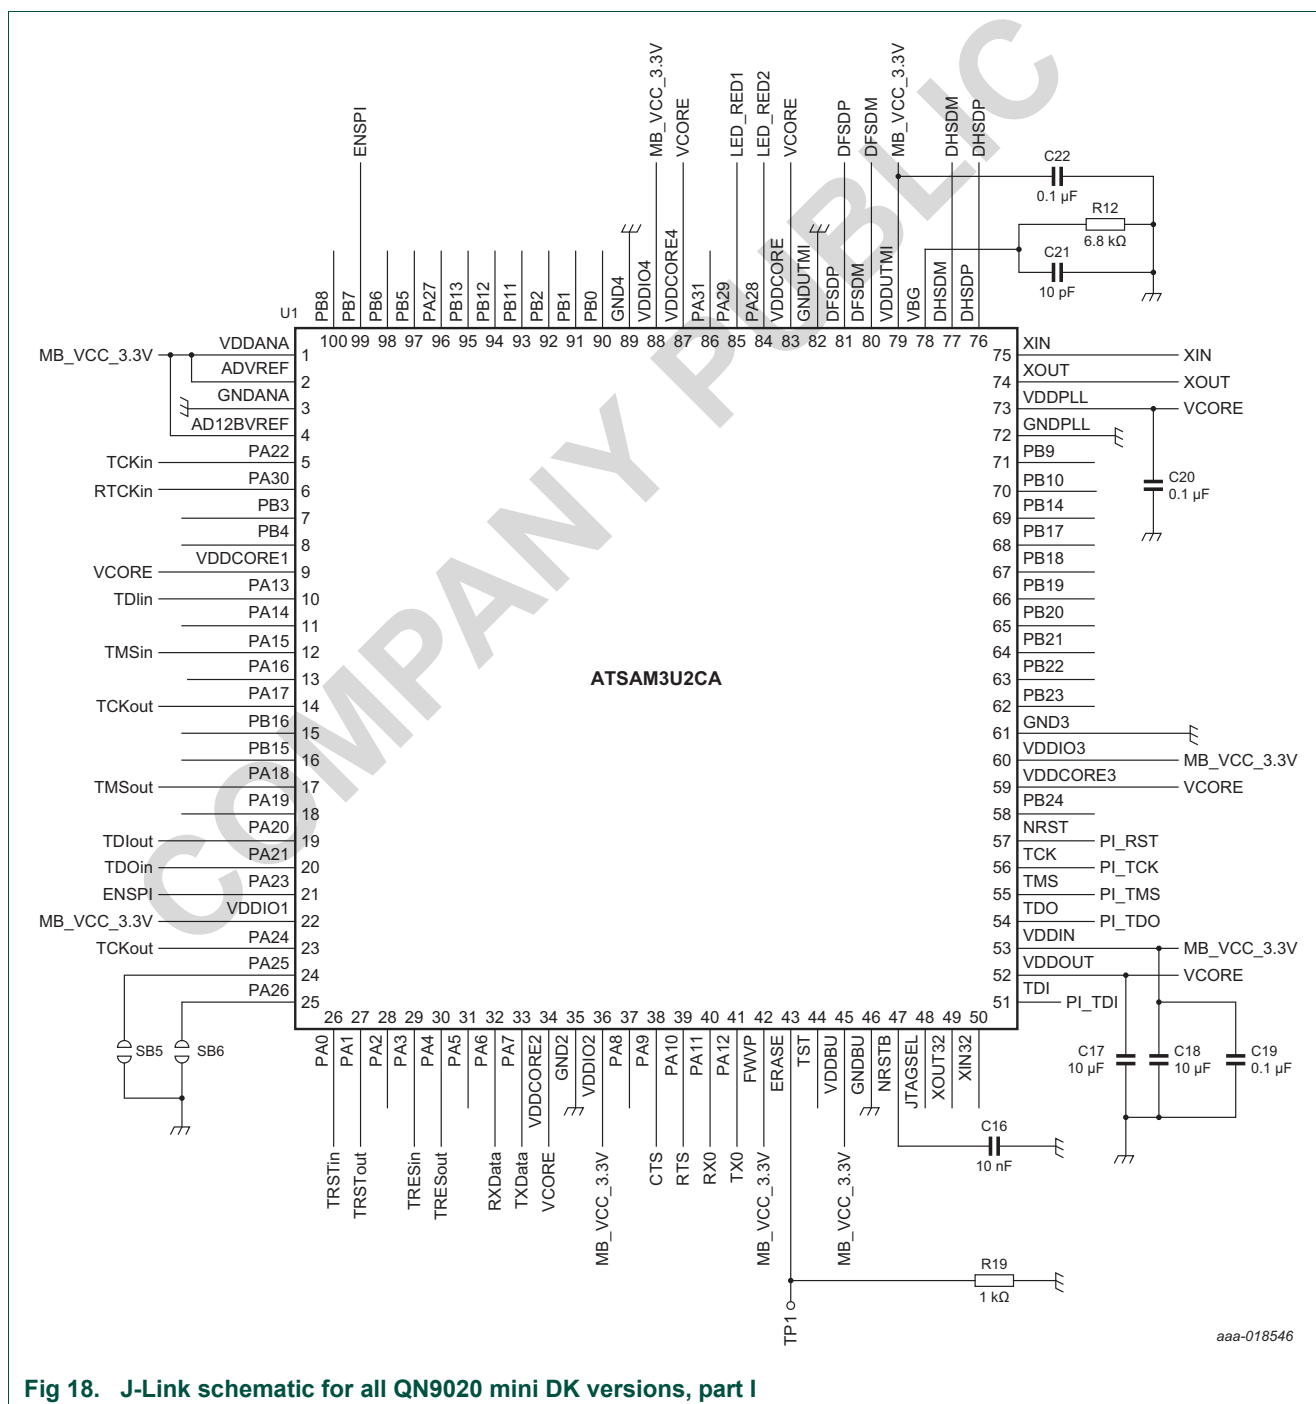 COMPANY PUBLIC
ENSPI
MB_VCC_3.3V
VCORE
LED_RED1
LED_RED2
VCORE
DFSDP
DFSDM
MB_VCC_3.3V
DHSDM
DHSDP
C22
0.1 µF
R12
6.8 kΩ
C21
10 pF
U1
PB8
PB7
PB6
PB5
PA27
PB13
PB12
PB11
PB2
PB1
PB0
GND4
VDDIO4
VDDCORE4
PA31
PA29
PA28
VDDCORE
GNDUTMI
DFSDP
DFSDM
VDDUTMI
VBG
DHSDM
DHSDP
100 99 98 97 96 95 94 93 92 91 90 89 88 87 86 85 84 83 82 81 80 79 78 77 76
MB_VCC_3.3V VDDANA 1
ADVREF 2
GNDANA 3
AD12BVREF 4
TCKin PA22 5
RTCKin PA30 6
PB3 7
PB4 8
VCORE VDDCORE1 9
TDIin PA13 10
PA14 11
TMSin PA15 12
PA16 13
TCKout PA17 14
PB16 15
PB15 16
TMSout PA18 17
PA19 18
TDIout PA20 19
TDOin PA21 20
ENSPI PA23 21
MB_VCC_3.3V VDDIO1 22
TCKout PA24 23
PA25 24
PA26 25
SB5
SB6
ATSAM3U2CA
75 XIN XIN
74 XOUT XOUT
73 VDDPLL VCORE
72 GNDPLL
71 PB9
70 PB10
69 PB14
68 PB17
67 PB18
66 PB19
65 PB20
64 PB21
63 PB22
62 PB23
61 GND3
60 VDDIO3 MB_VCC_3.3V
59 VDDCORE3 VCORE
58 PB24
57 NRST PI_RST
56 TCK PI_TCK
55 TMS PI_TMS
54 TDO PI_TDO
53 VDDIN MB_VCC_3.3V
52 VDDOUT VCORE
51 TDI PI_TDI
C20
0.1 µF
C17
10 µF
C18
10 µF
C19
0.1 µF
26 27 28 29 30 31 32 33 34 35 36 37 38 39 40 41 42 43 44 45 46 47 48 49 50
PA0
PA1
PA2
PA3
PA4
PA5
PA6
PA7
VDDCORE2
GND2
VDDIO2
PA8
PA9
PA10
PA11
PA12
FWVP
ERASE
TST
VDDBU
GNDBU
NRSTB
JTAGSEL
XOUT32
XIN32
TRSTin
TRSTout
TRESin
TRESout
RXData
TXData
VCORE
MB_VCC_3.3V
CTS
RTS
RX0
TX0
MB_VCC_3.3V
MB_VCC_3.3V
C16
10 nF
R19
1 kΩ
TP1
aaa-018546
Fig 18. J-Link schematic for all QN9020 mini DK versions, part I